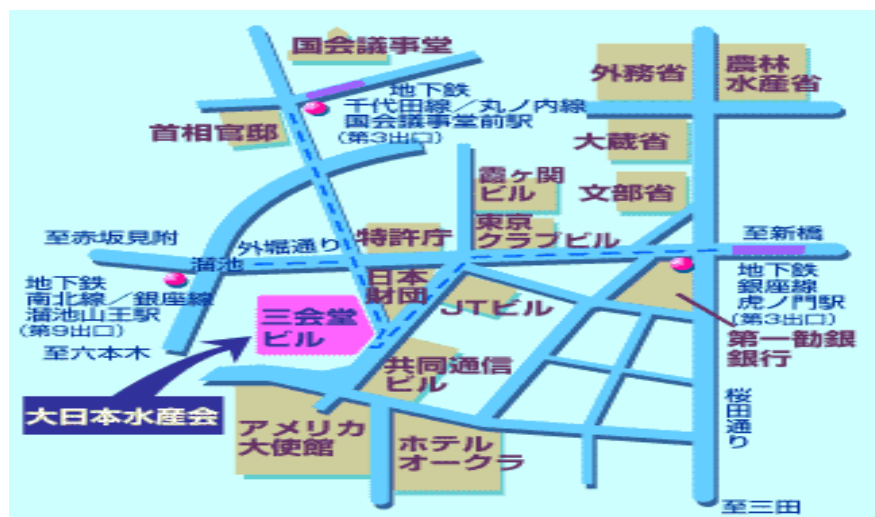 国会議事堂
外務省
農林
水産省
地下鉄
千代田線／丸ノ内線
国会議事堂前駅
(第3出口)
首相官邸
大蔵省
霞ヶ関
ビル
文部省
至赤坂見附
外堀通り
特許庁
東京
クラブビル
至新橋
溜池
地下鉄
南北線／銀座線
溜池山王駅
(第9出口)
日本
財団
JTビル
地下鉄
銀座線
虎ノ門駅
(第3出口)
三会堂
ビル
第一勧銀
銀行
至六本木
共同通信
ビル
大日本水産会
アメリカ
大使館
ホテル
オークラ
桜田通り
至三田